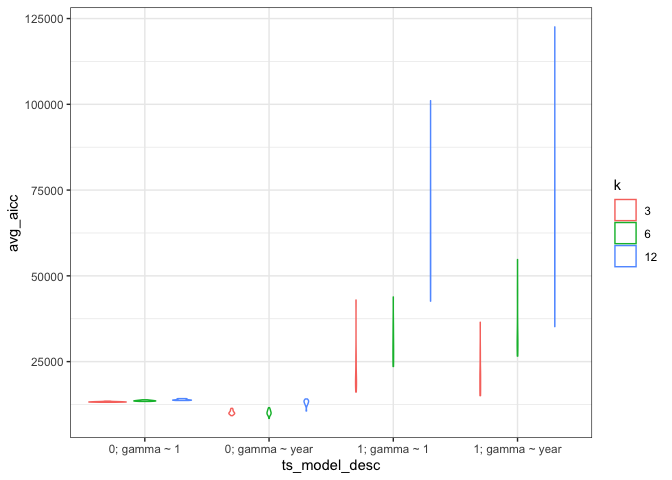 125000
100000
75000
50000
25000
avg_aicc
0; gamma ~ 1
0; gamma ~ year
1; gamma ~ 1
1; gamma ~ year
ts_model_desc
k
3
6
12